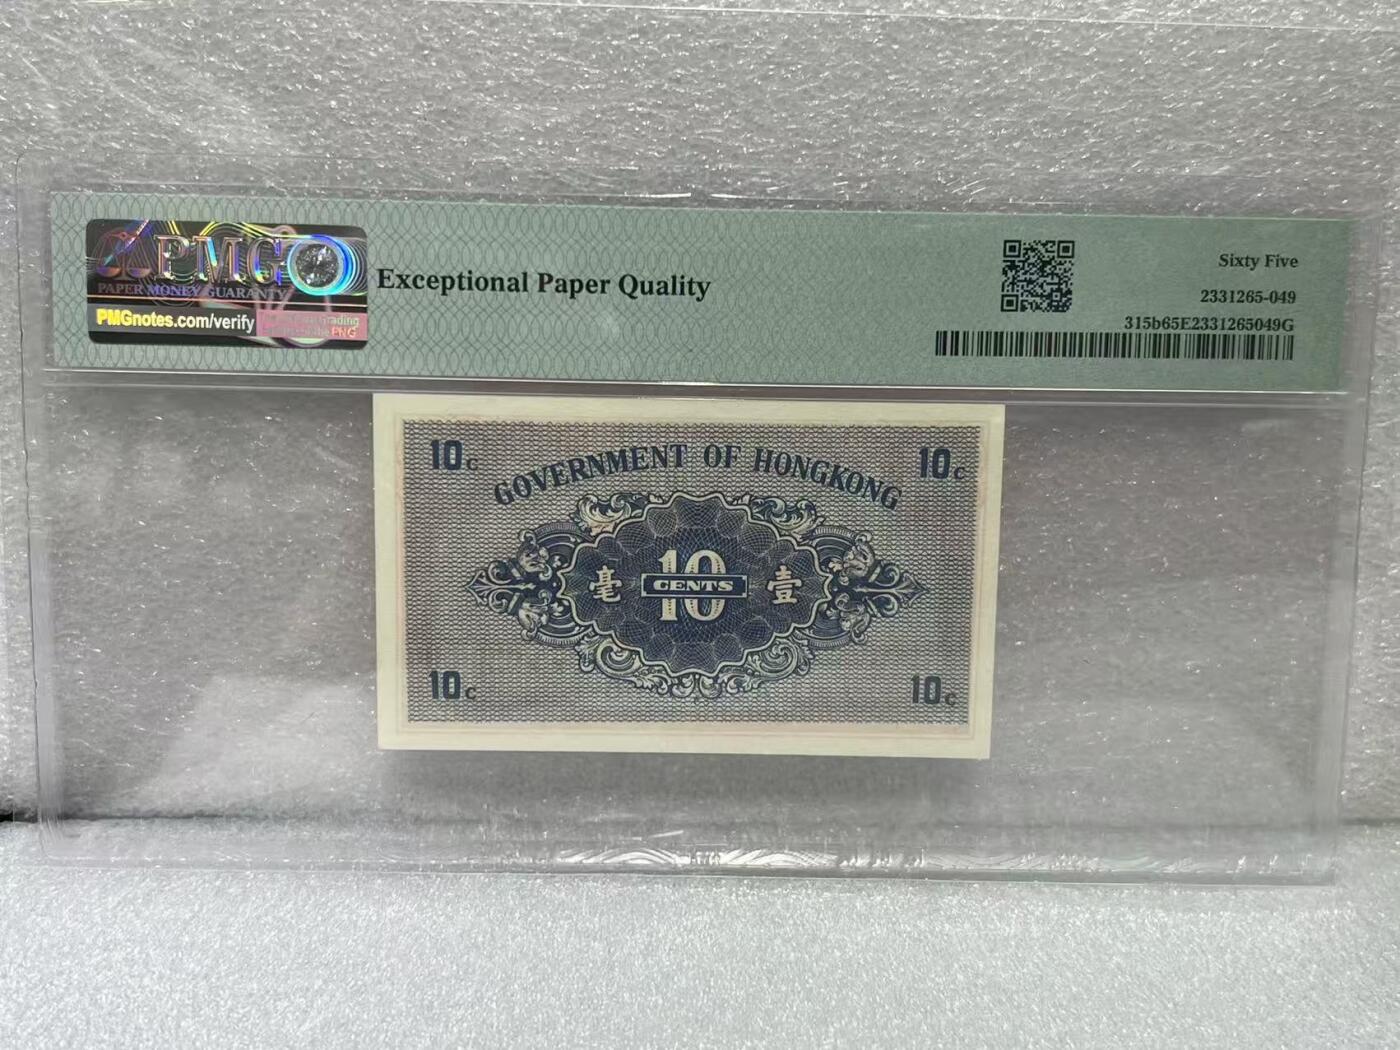 PMG
PAPER MONEY GUARANTY
PMGnotes.com/verify
Exceptional Paper Quality
Sixty Five
2331265-049
315b65E2331265049G
10c
10c
GOVERNMENT OF HONGKONG
毫
10
CENTS
壹
10c
10c